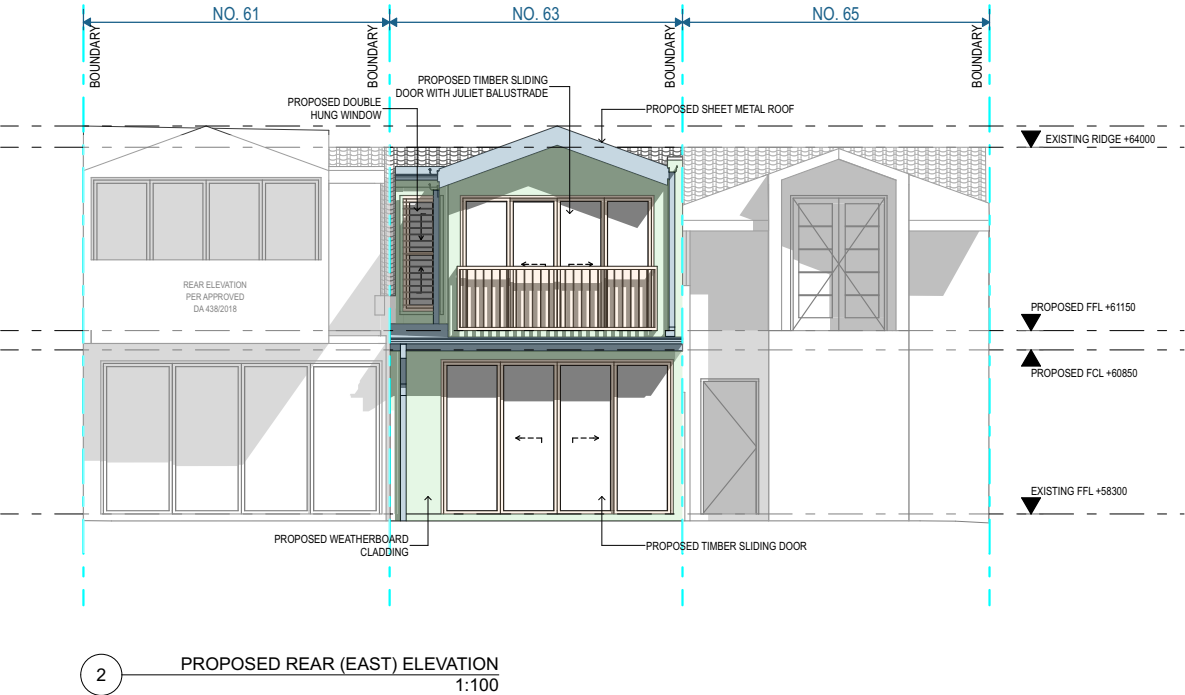 NO. 61
NO. 63
NO. 65
BOUNDARY
BOUNDARY
BOUNDARY
BOUNDARY
PROPOSED TIMBER SLIDING
DOOR WITH JULIET BALUSTRADE
PROPOSED DOUBLE
HUNG WINDOW
PROPOSED SHEET METAL ROOF
EXISTING RIDGE +64000
REAR ELEVATION
PER APPROVED
DA 438/2018
PROPOSED FFL +61150
PROPOSED FCL +60850
EXISTING FFL +58300
PROPOSED WEATHERBOARD
CLADDING
PROPOSED TIMBER SLIDING DOOR
2
PROPOSED REAR (EAST) ELEVATION
1:100